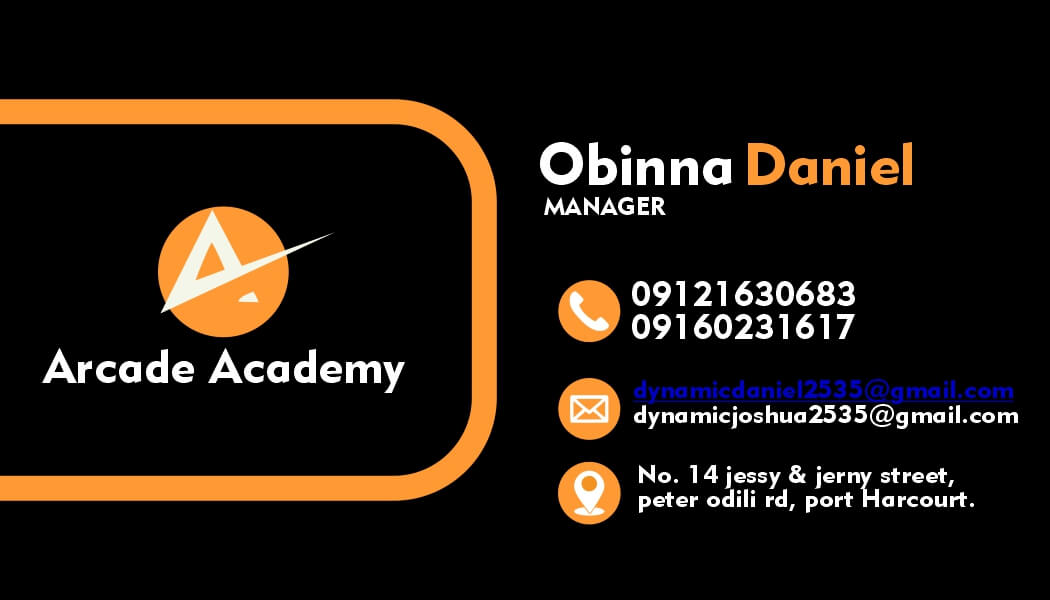 Arcade Academy
Obinna Daniel
MANAGER
09121630683
09160231617
dynamicdaniel2535@gmail.com
dynamicjoshua2535@gmail.com
No. 14 jessy & jerny street,
peter odili rd, port Harcourt.